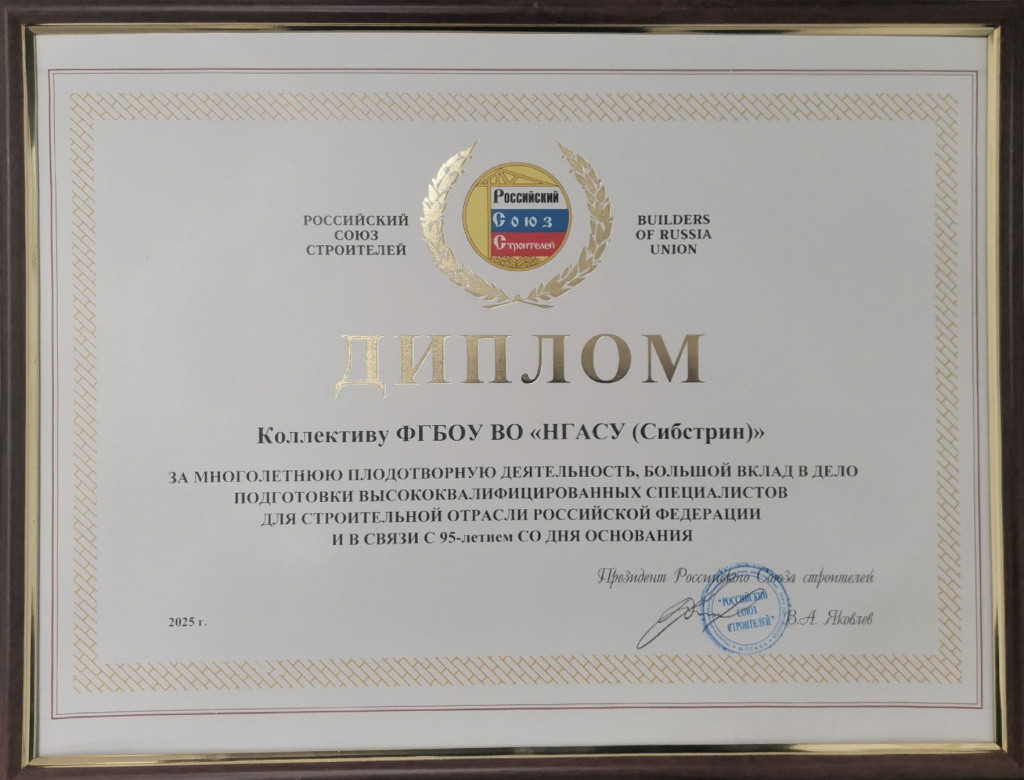 РОССИЙСКИЙ
СОЮЗ
СТРОИТЕЛЕЙ
Российский
Союз
Строителей
BUILDERS
OF RUSSIA
UNION
ДИПЛОМ
Коллективу ФГБОУ ВО «НГАСУ (Сибстрин)»
ЗА МНОГОЛЕТНЮЮ ПЛОДОТВОРНУЮ ДЕЯТЕЛЬНОСТЬ, БОЛЬШОЙ ВКЛАД В ДЕЛО
ПОДГОТОВКИ ВЫСОКОКВАЛИФИЦИРОВАННЫХ СПЕЦИАЛИСТОВ
ДЛЯ СТРОИТЕЛЬНОЙ ОТРАСЛИ РОССИЙСКОЙ ФЕДЕРАЦИИ
И В СВЯЗИ С 95-летием СО ДНЯ ОСНОВАНИЯ
Президент Российского Союза строителей
"РОССИЙСКИЙ
СОЮЗ
СТРОИТЕЛЕЙ"
МОСКВА
В.А. Яковлев
2025 г.